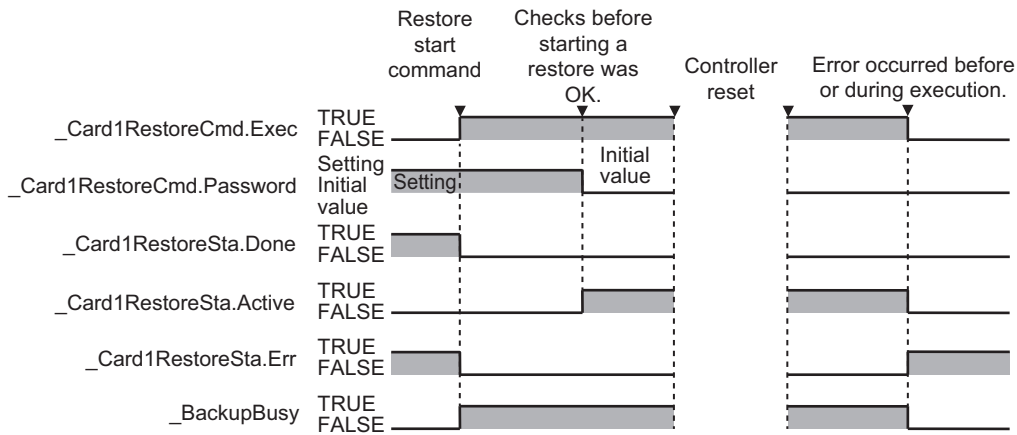 Restore
start
command
Checks before
starting a
restore was
OK.
Controller
reset
Error occurred before
or during execution.
_Card1RestoreCmd.Exec
TRUE
FALSE
_Card1RestoreCmd.Password
Setting
Initial
value
Setting
Initial
value
_Card1RestoreSta.Done
TRUE
FALSE
_Card1RestoreSta.Active
TRUE
FALSE
_Card1RestoreSta.Err
TRUE
FALSE
_BackupBusy
TRUE
FALSE